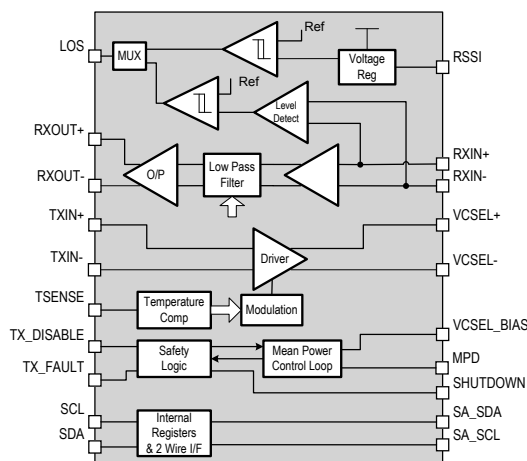 LOS
MUX
Ref
Voltage
Reg
RSSI
Ref
Level
Detect
RXOUT+
RXOUT-
O/P
Low Pass
Filter
RXIN+
RXIN-
TXIN+
TXIN-
Driver
VCSEL+
VCSEL-
TSENSE
Temperature
Comp
Modulation
TX_DISABLE
TX_FAULT
Safety
Logic
Mean Power
Control Loop
VCSEL_BIAS
MPD
SHUTDOWN
SCL
SDA
Internal
Registers
& 2 Wire I/F
SA_SDA
SA_SCL